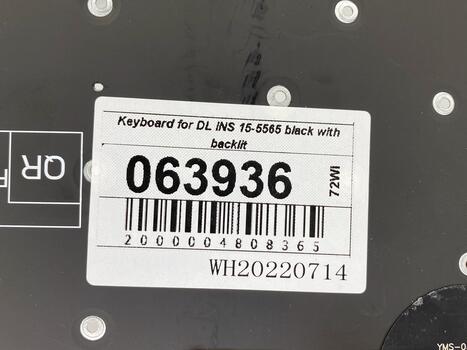 Keyboard for DL iNS 15-5565 black with
backlit
063936
72Wi
2000004808365
WH20220714
QR
YMS-0